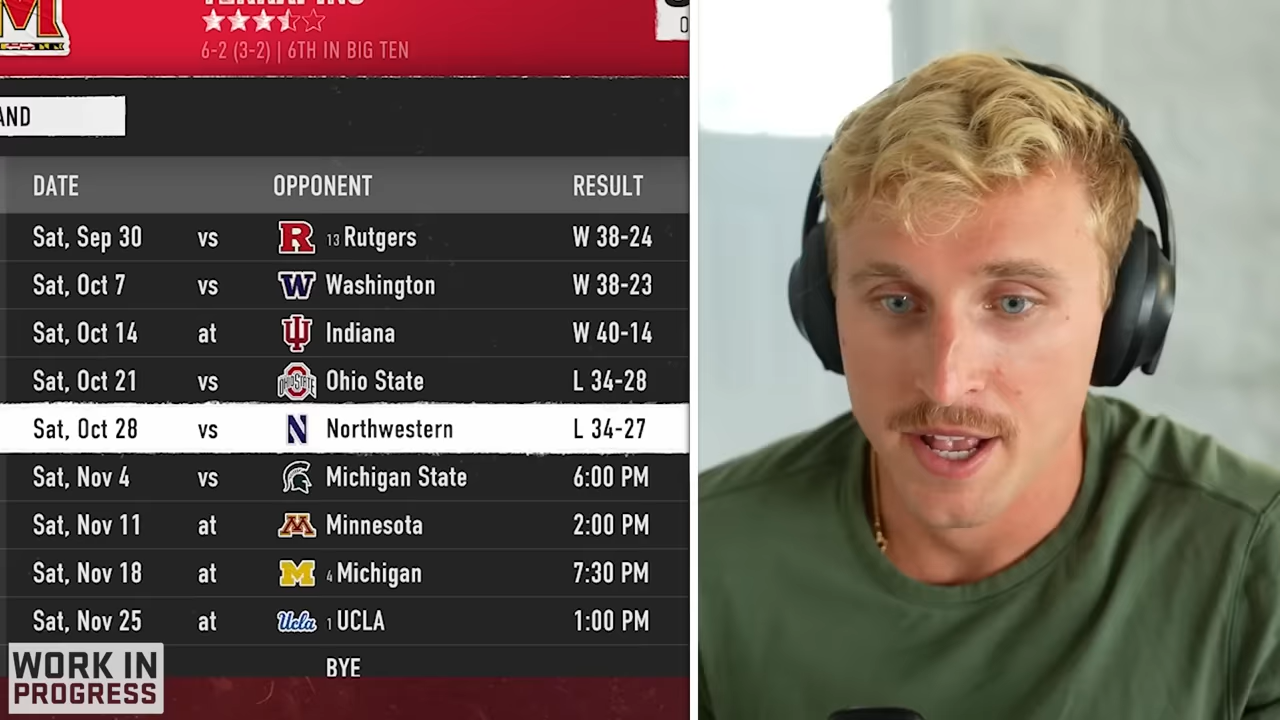 TERRAPINS
6-2 (3-2) | 6TH IN BIG TEN
AND
DATE OPPONENT RESULT
Sat, Sep 30 vs R 13 Rutgers W 38-24
Sat, Oct 7 vs W Washington W 38-23
Sat, Oct 14 at Indiana W 40-14
Sat, Oct 21 vs OHIO STATE Ohio State L 34-28
Sat, Oct 28 vs N Northwestern L 34-27
Sat, Nov 4 vs Michigan State 6:00 PM
Sat, Nov 11 at M Minnesota 2:00 PM
Sat, Nov 18 at M 4 Michigan 7:30 PM
Sat, Nov 25 at Ucla 1 UCLA 1:00 PM
BYE
WORK IN
PROGRESS